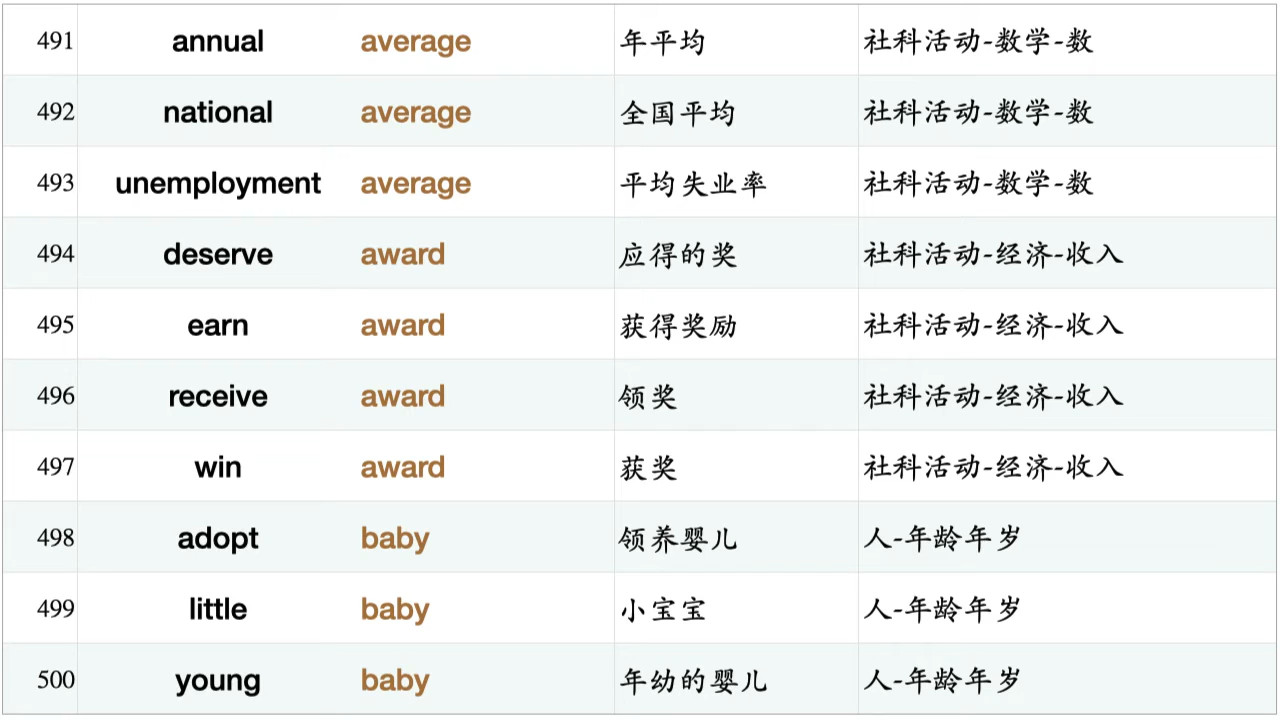 491 annual average 年平均 社科活动-数学-数
492 national average 全国平均 社科活动-数学-数
493 unemployment average 平均失业率 社科活动-数学-数
494 deserve award 应得的奖 社科活动-经济-收入
495 earn award 获得奖励 社科活动-经济-收入
496 receive award 领奖 社科活动-经济-收入
497 win award 获奖 社科活动-经济-收入
498 adopt baby 领养婴儿 人-年龄年岁
499 little baby 小宝宝 人-年龄年岁
500 young baby 年幼的婴儿 人-年龄年岁